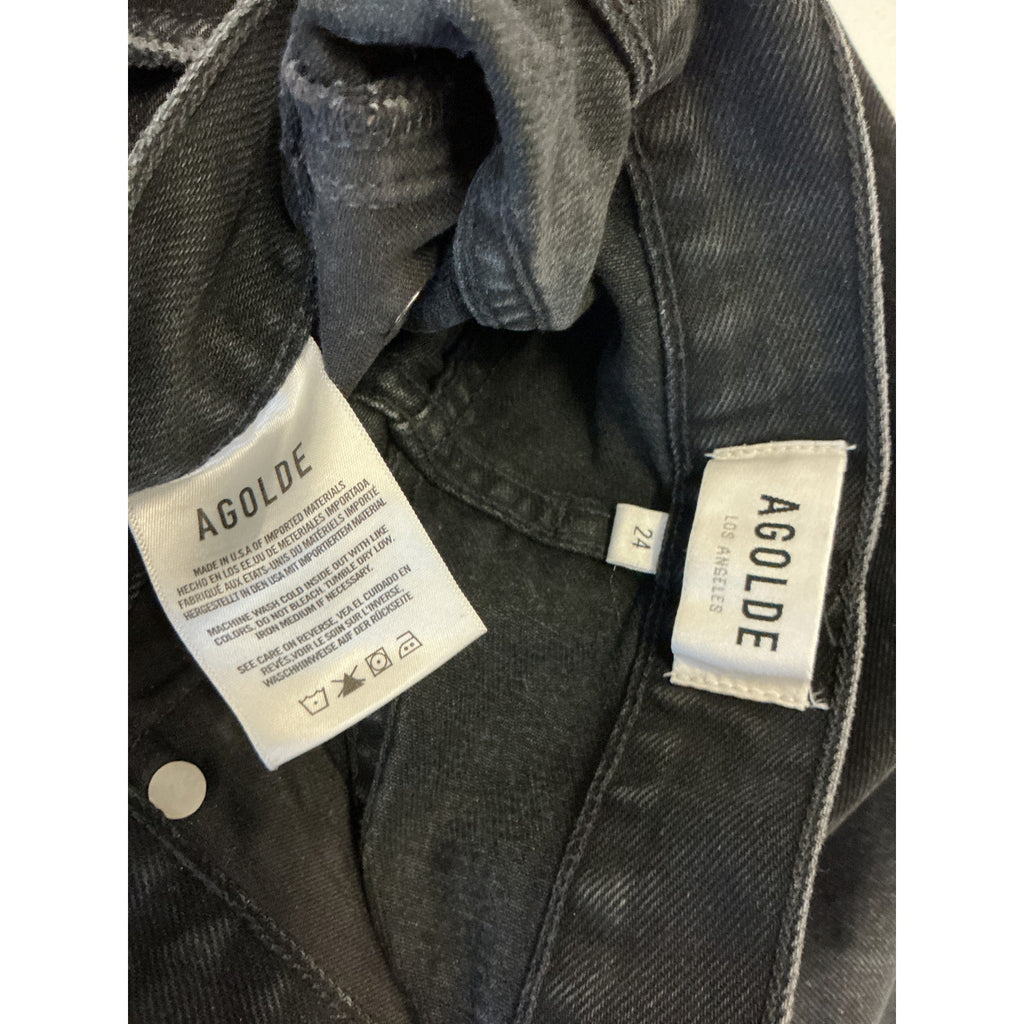 AGOLDE
MADE IN U.S.A OF IMPORTED MATERIALS
HECHO EN LOS EE.UU DE METERIALES IMPORTADA
FABRIQUÉ AUX ETATS-UNIS DU MATÉRIELS IMPORTÉ
HERGESTELLT IN DEN USA MIT IMPORTIERTEM MATERIAL
MACHINE WASH COLD INSIDE OUT WITH LIKE
COLORS, DO NOT BLEACH, TUMBLE DRY LOW.
IRON MEDIUM IF NECESSARY.
SEE CARE ON REVERSE, VEA EL CUIDADO EN
REVÉS, VOIR LE SOIN SUR L'INVERSE,
WASCHHINWEISE AUF DER RÜCKSEITE
24
AGOLDE
LOS ANGELES